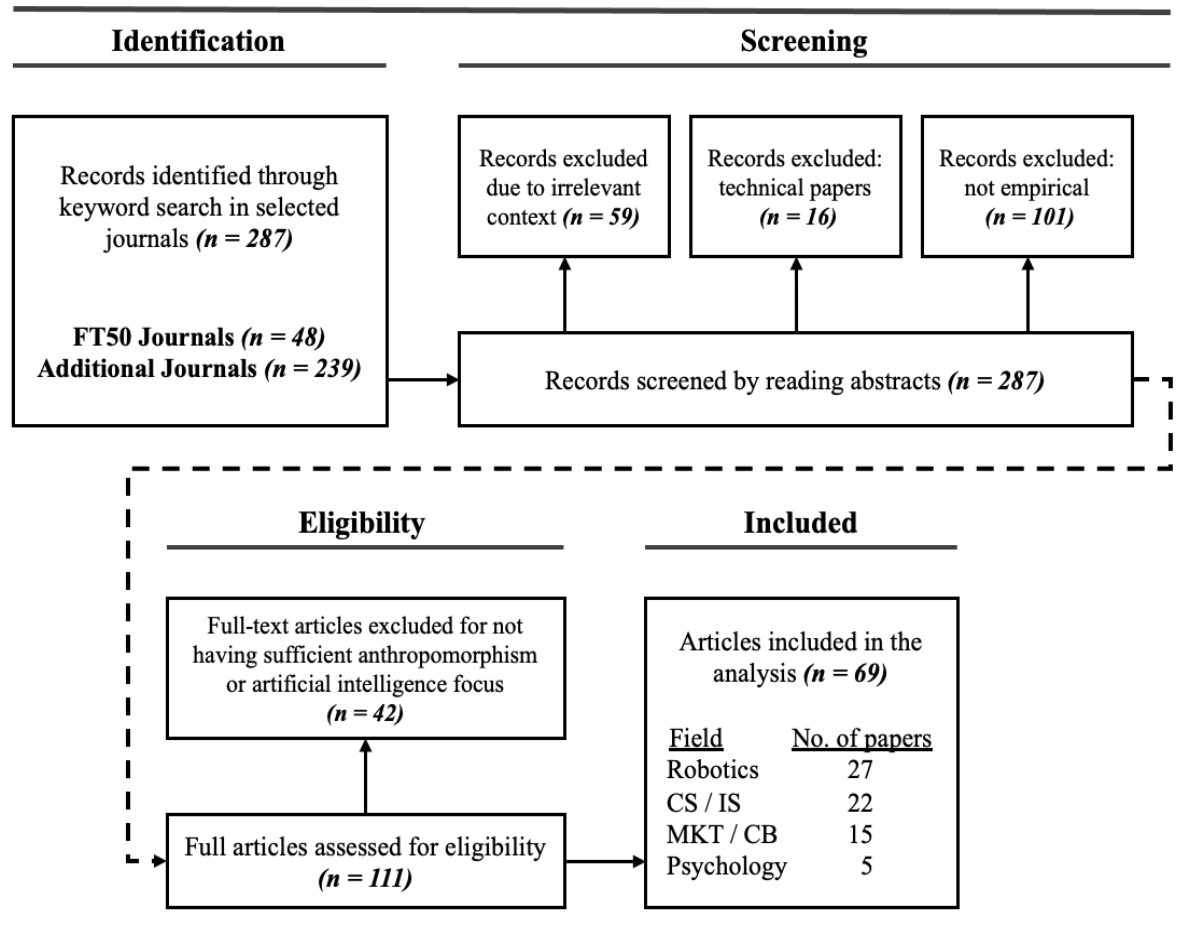 Identification
Screening
Records identified through
keyword search in selected
journals (n = 287)
FT50 Journals (n = 48)
Additional Journals (n = 239)
Records excluded
due to irrelevant
context (n = 59)
Records excluded:
technical papers
(n = 16)
Records excluded:
not empirical
(n = 101)
Records screened by reading abstracts (n = 287)
Eligibility
Included
Full-text articles excluded for not
having sufficient anthropomorphism
or artificial intelligence focus
(n = 42)
Full articles assessed for eligibility
(n = 111)
Articles included in the
analysis (n = 69)
Field No. of papers
Robotics 27
CS / IS 22
MKT / CB 15
Psychology 5